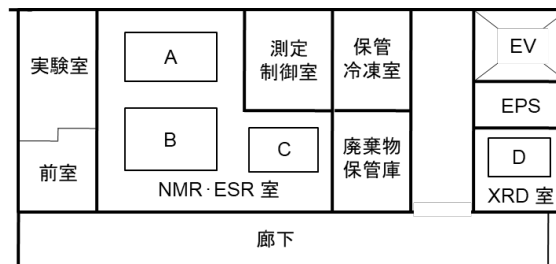 実験室
A
測定
制御室
保管
冷凍室
EV
B
C
EPS
前室
廃棄物
保管庫
D
NMR･ESR 室
XRD 室
廊下